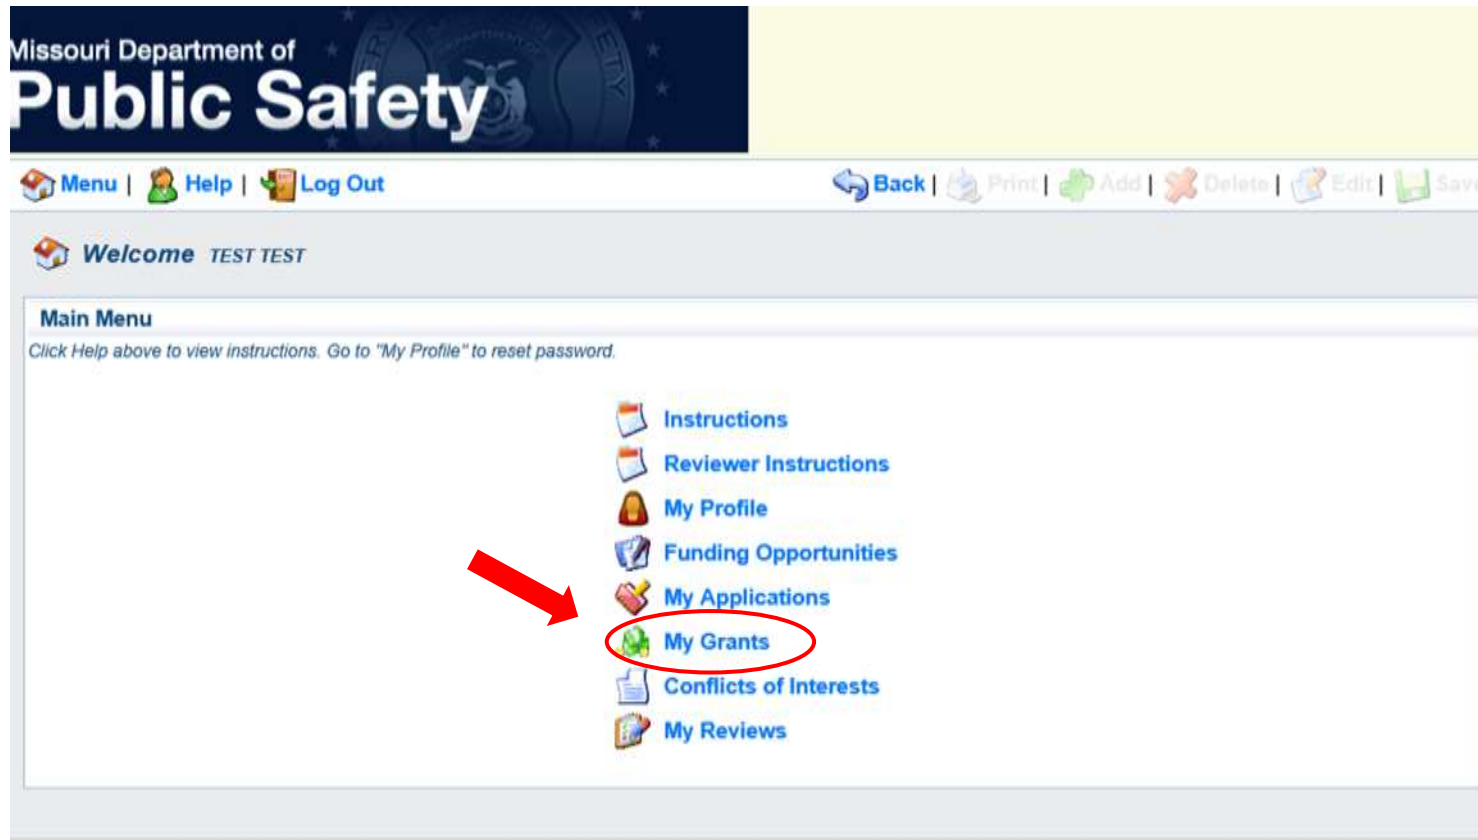 Missouri Department of
Public Safety
Menu | Help | Log Out
Back | Print | Add | Delete | Edit | Save
Welcome TEST TEST
Main Menu
Click Help above to view instructions. Go to "My Profile" to reset password.
Instructions
Reviewer Instructions
My Profile
Funding Opportunities
My Applications
My Grants
Conflicts of Interests
My Reviews